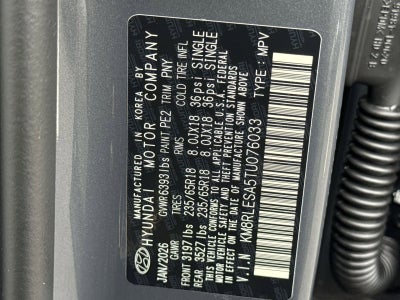 MANUFACTURED IN KOREA BY
HYUNDAI MOTOR COMPANY
JAN/2026 GVWR 6393 lbs PAINT PE2 TRIM PNY
GAWR TIRES RIMS COLD TIRE INFL
FRONT 3197 lbs 235/65R18 8.0JX18 36psi SINGLE
REAR 3527 lbs 235/65R18 8.0JX18 36psi SINGLE
THIS VEHICLE CONFORMS TO ALL APPLICABLE U.S.A FEDERAL
MOTOR VEHICLE SAFETY AND THEFT PREVENTION STANDARDS
IN EFFECT ON THE DATE OF MANUFACTURE SHOWN ABOVE
V.I.N KM8RLESA5TU076033 TYPE : MPV